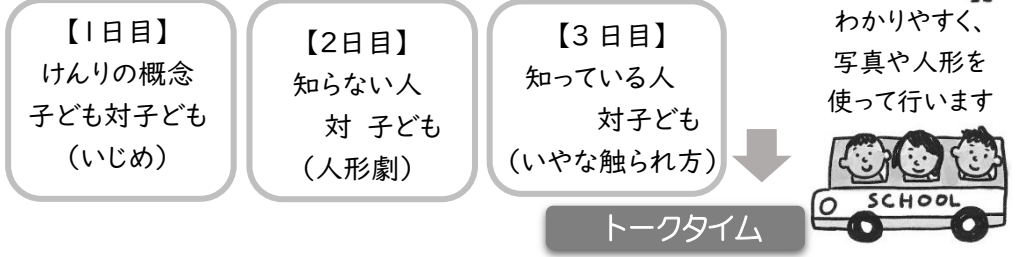 【1日目】
けんりの概念
子ども対子ども
（いじめ）
【2日目】
知らない人
対 子ども
（人形劇）
【3日目】
知っている人
対子ども
（いやな触られ方）
わかりやすく、
写真や人形を
使って行います
SCHOOL
トークタイム